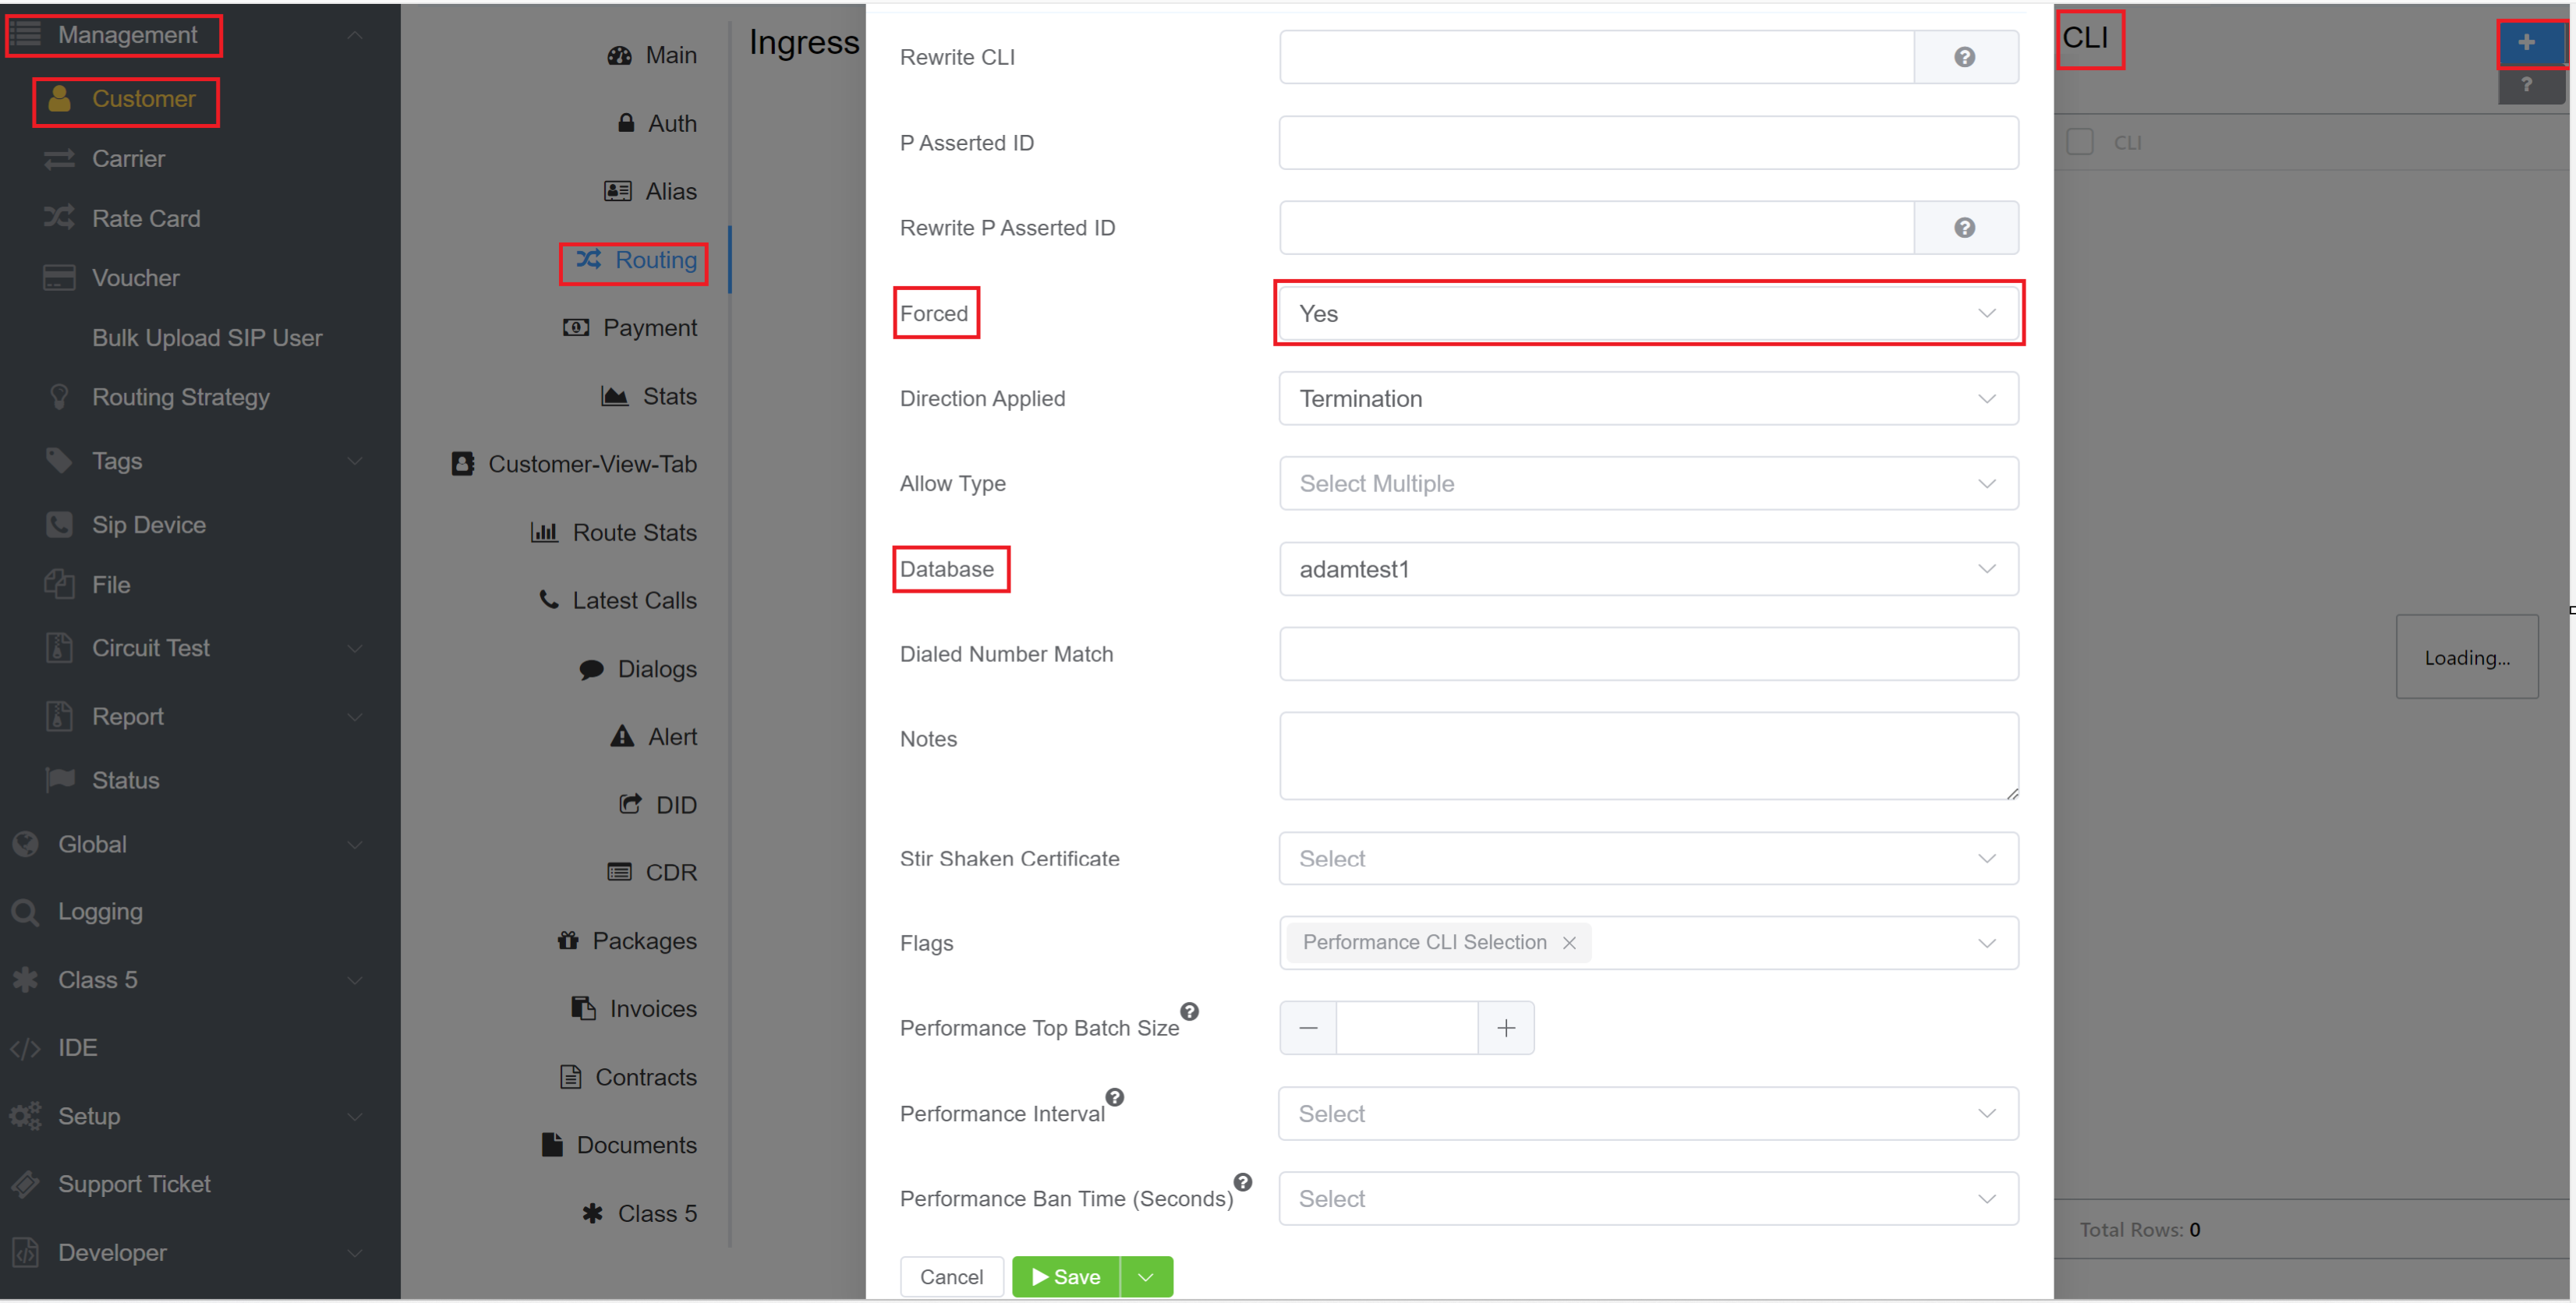 Management
Customer
Carrier
Rate Card
Voucher
Bulk Upload SIP User
Routing Strategy
Tags
Sip Device
File
Circuit Test
Report
Status
Global
Logging
Class 5
IDE
Setup
Support Ticket
Developer
Main
Auth
Alias
Routing
Payment
Stats
Customer-View-Tab
Route Stats
Latest Calls
Dialogs
Alert
DID
CDR
Packages
Invoices
Contracts
Documents
Class 5
Ingress
Rewrite CLI
P Asserted ID
Rewrite P Asserted ID
Forced Yes
Direction Applied Termination
Allow Type Select Multiple
Database adamtest1
Dialed Number Match
Notes
Stir Shaken Certificate Select
Flags Performance CLI Selection
Performance Top Batch Size
Performance Interval Select
Performance Ban Time (Seconds) Select
Cancel Save
CLI
CLI
Loading...
Total Rows: 0